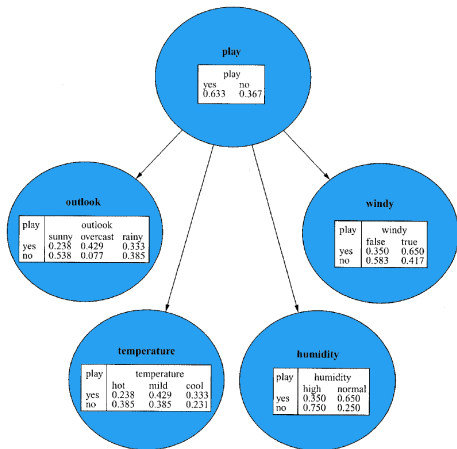 play
play
yes no
0.633 0.367
outlook
play outlook
sunny overcast rainy
yes 0.238 0.429 0.333
no 0.538 0.077 0.385
windy
play windy
false true
yes 0.350 0.650
no 0.583 0.417
temperature
play temperature
hot mild cool
yes 0.238 0.429 0.333
no 0.385 0.385 0.231
humidity
play humidity
high normal
yes 0.350 0.650
no 0.750 0.250